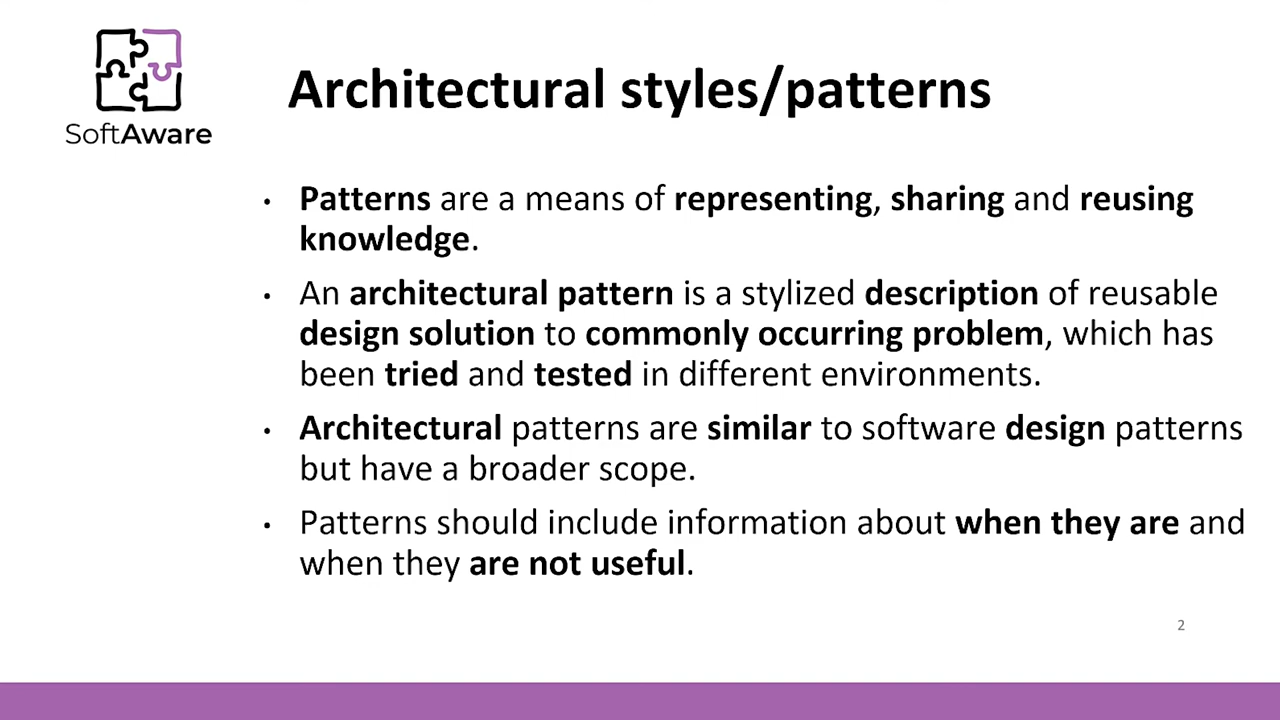 SoftAware
Architectural styles/patterns
• Patterns are a means of representing, sharing and reusing
knowledge.
• An architectural pattern is a stylized description of reusable
design solution to commonly occurring problem, which has
been tried and tested in different environments.
• Architectural patterns are similar to software design patterns
but have a broader scope.
• Patterns should include information about when they are and
when they are not useful.
2